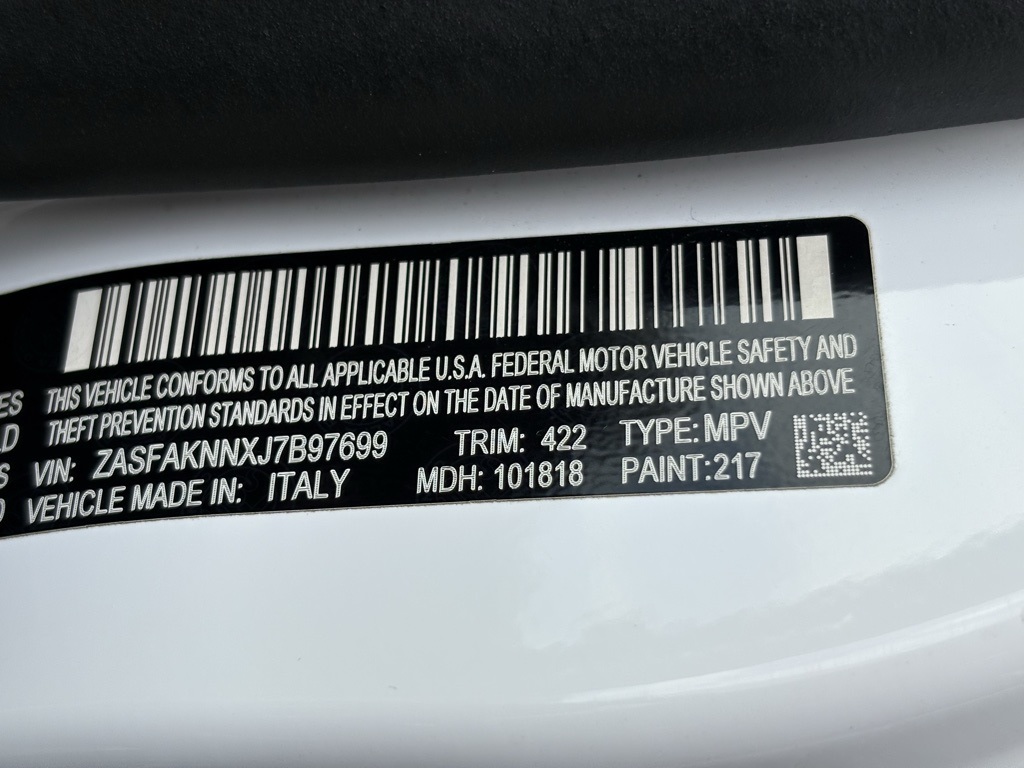 THIS VEHICLE CONFORMS TO ALL APPLICABLE U.S.A. FEDERAL MOTOR VEHICLE SAFETY AND
THEFT PREVENTION STANDARDS IN EFFECT ON THE DATE OF MANUFACTURE SHOWN ABOVE
VIN: ZASFAKNNXJ7B97699 TRIM: 422 TYPE: MPV
VEHICLE MADE IN: ITALY MDH: 101818 PAINT:217